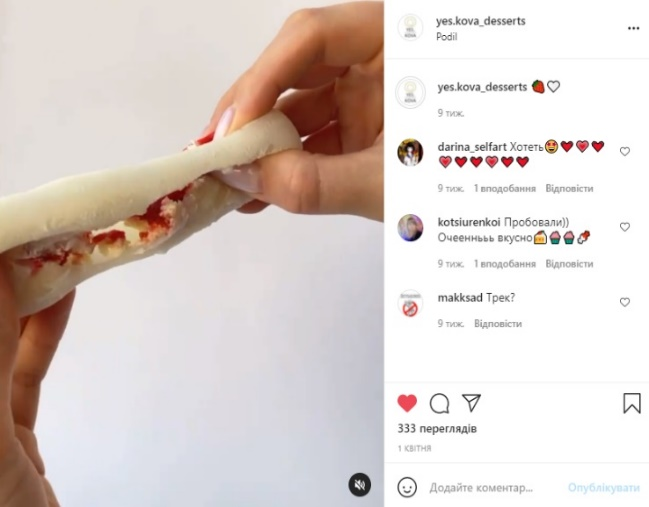 yes.kova_desserts
Podil
yes.kova_desserts 🍓🤍
9 тиж.
darina_selfart Хотеть🤩❤️💓❤️
💓❤️❤️💓❤️❤️
9 тиж. 1 вподобання Відповісти
kotsiurenkoi Пробовали))
Очееннььь вкусно🍰🧁🧁🍡
9 тиж. 1 вподобання Відповісти
makksad Трек?
9 тиж. Відповісти
333 переглядів
1 КВІТНЯ
Додайте коментар... Опублікувати